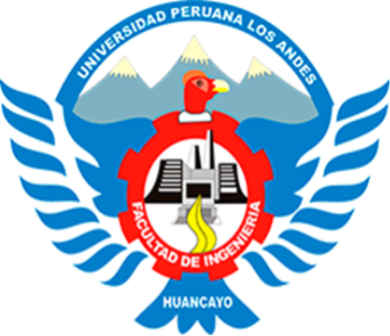 UNIVERSIDAD PERUANA LOS ANDES
FACULTAD DE INGENIERIA
HUANCAYO